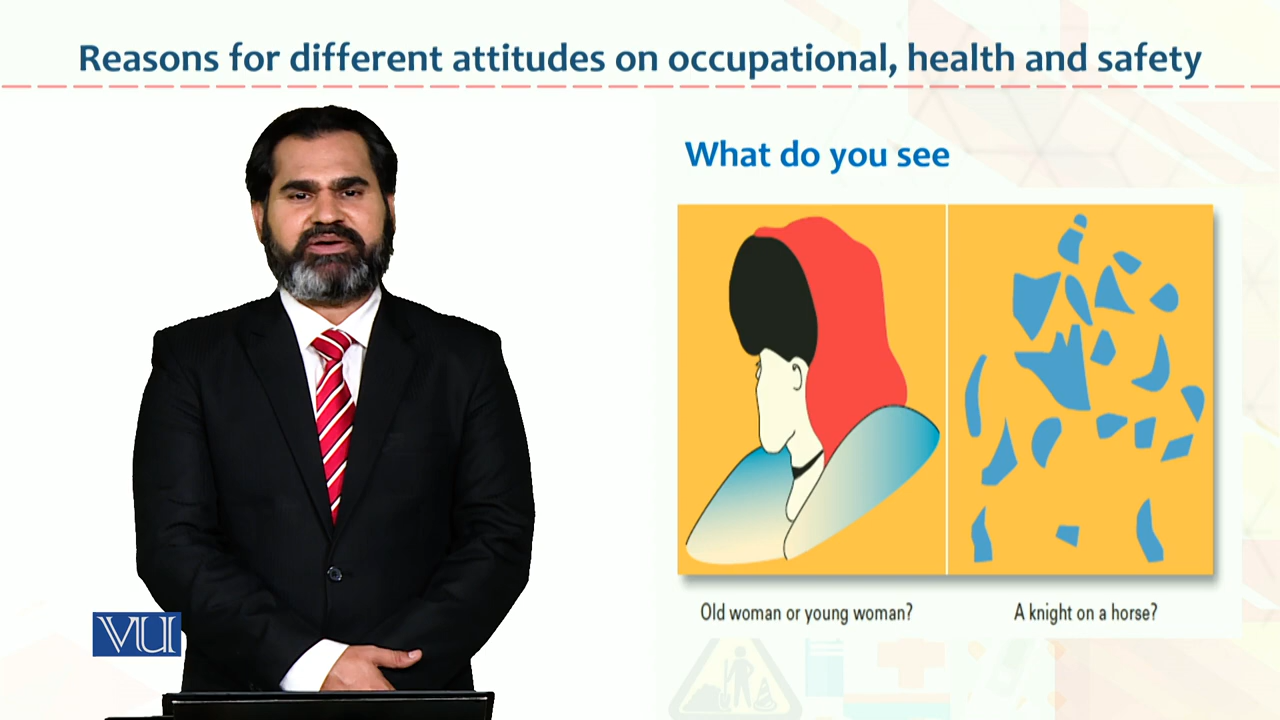 Reasons for different attitudes on occupational, health and safety
What do you see
Old woman or young woman?
A knight on a horse?
VU